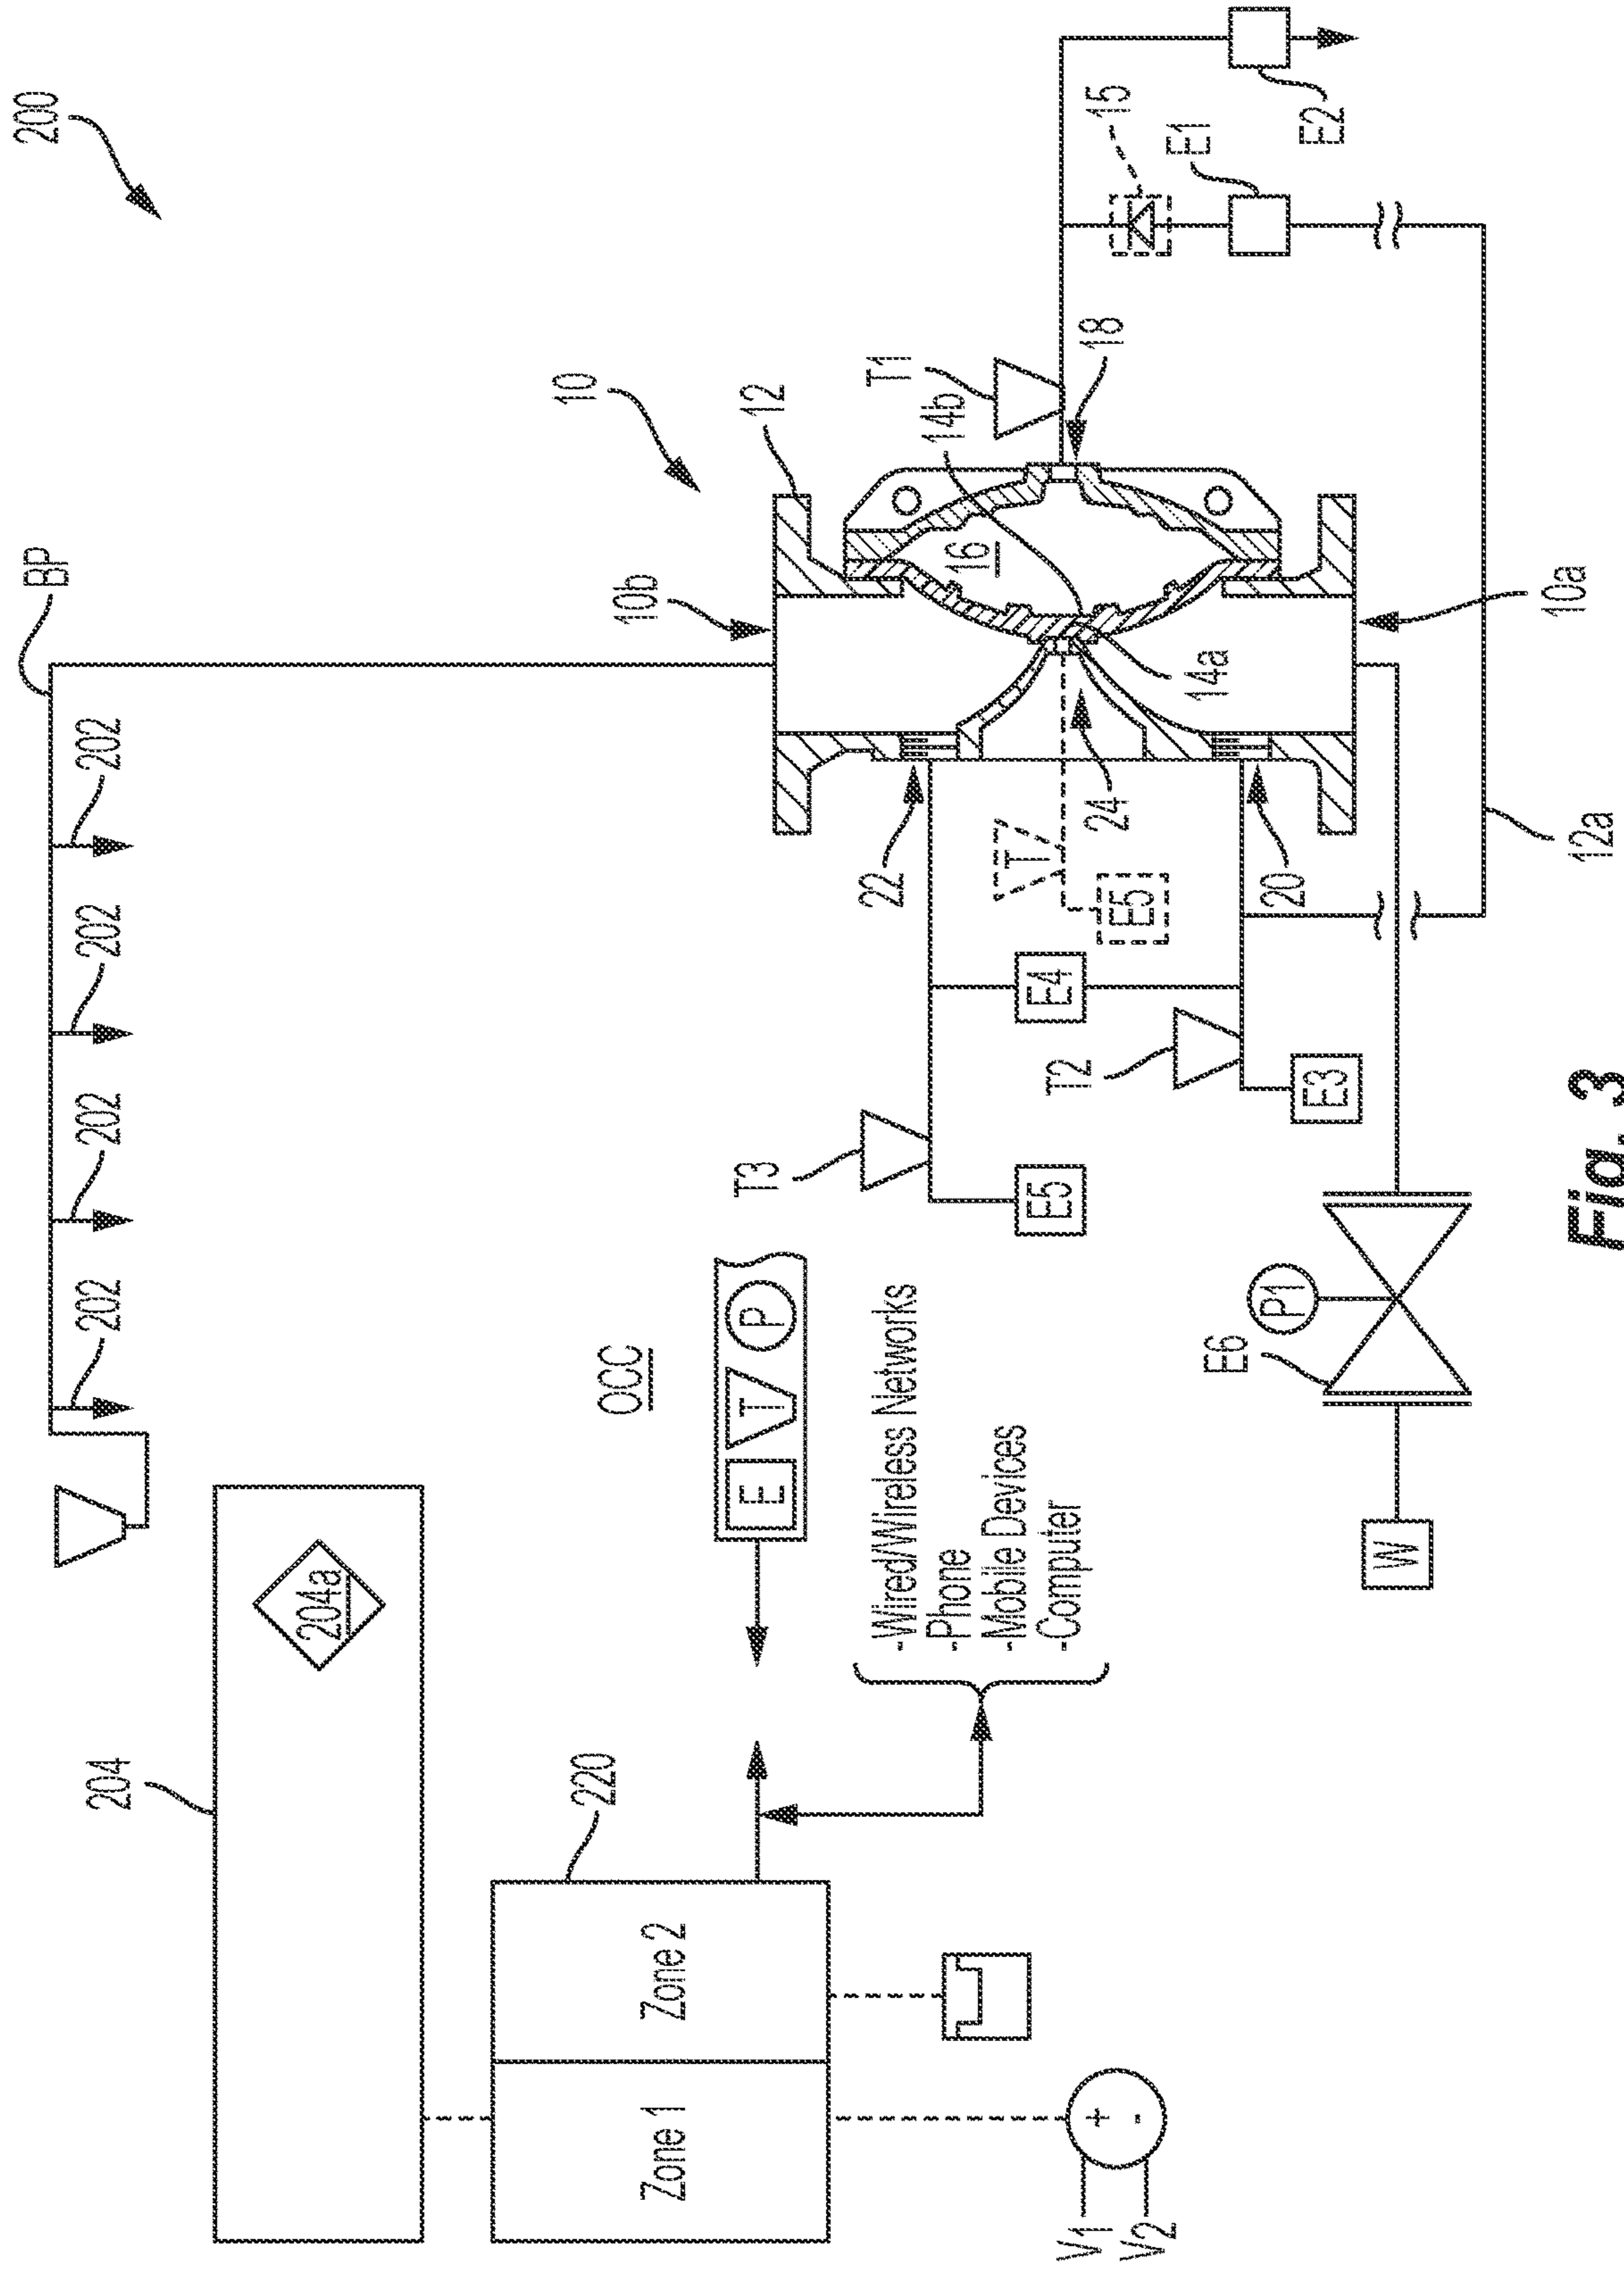 200
BP
202
202
202
202
204
204a
220
Zone 1
Zone 2
V1
V2
+
-
OCC
E
T
P
-Wired/Wireless Networks
-Phone
-Mobile Devices
-Computer
10
12
10b
10a
16
14b
14a
18
T1
15
E1
E2
22
24
20
12a
T
E5
E4
T2
E3
T3
E5
P1
E6
W
Fig. 3